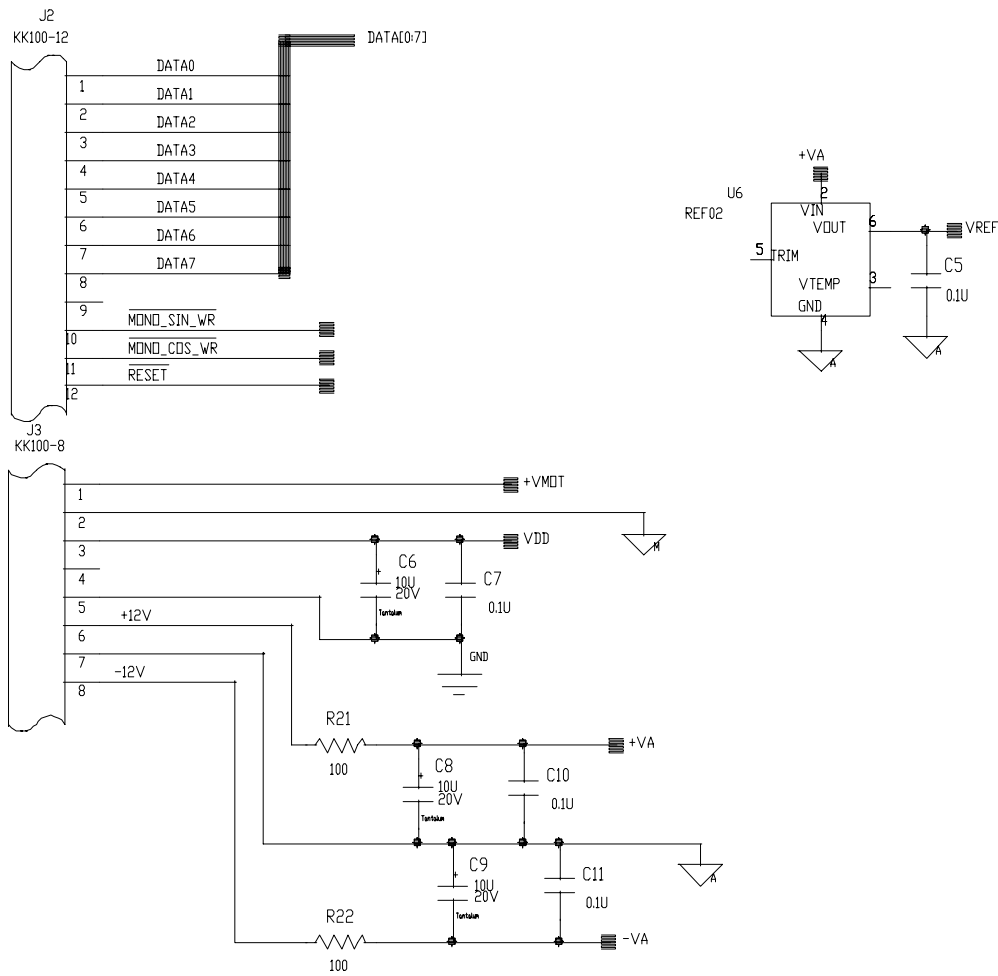 J2
KK100-12
DATA[0:7]
DATA0
1
DATA1
2
DATA2
3
DATA3
4
DATA4
5
DATA5
6
DATA6
7
DATA7
8
9
MONO_SIN_WR
10
MONO_COS_WR
11
RESET
12
+VA
2
U6
REF02
VIN
VOUT
6
VREF
5
TRIM
C5
VTEMP
3
0.1U
GND
4
A
A
J3
KK100-8
1
+VMOT
2
M
3
VDD
4
C6
10U
20V
Tantalum
C7
0.1U
5
+12V
6
7
-12V
8
GND
R21
100
+VA
C8
10U
20V
Tantalum
C10
0.1U
A
C9
10U
20V
Tantalum
C11
0.1U
R22
100
-VA